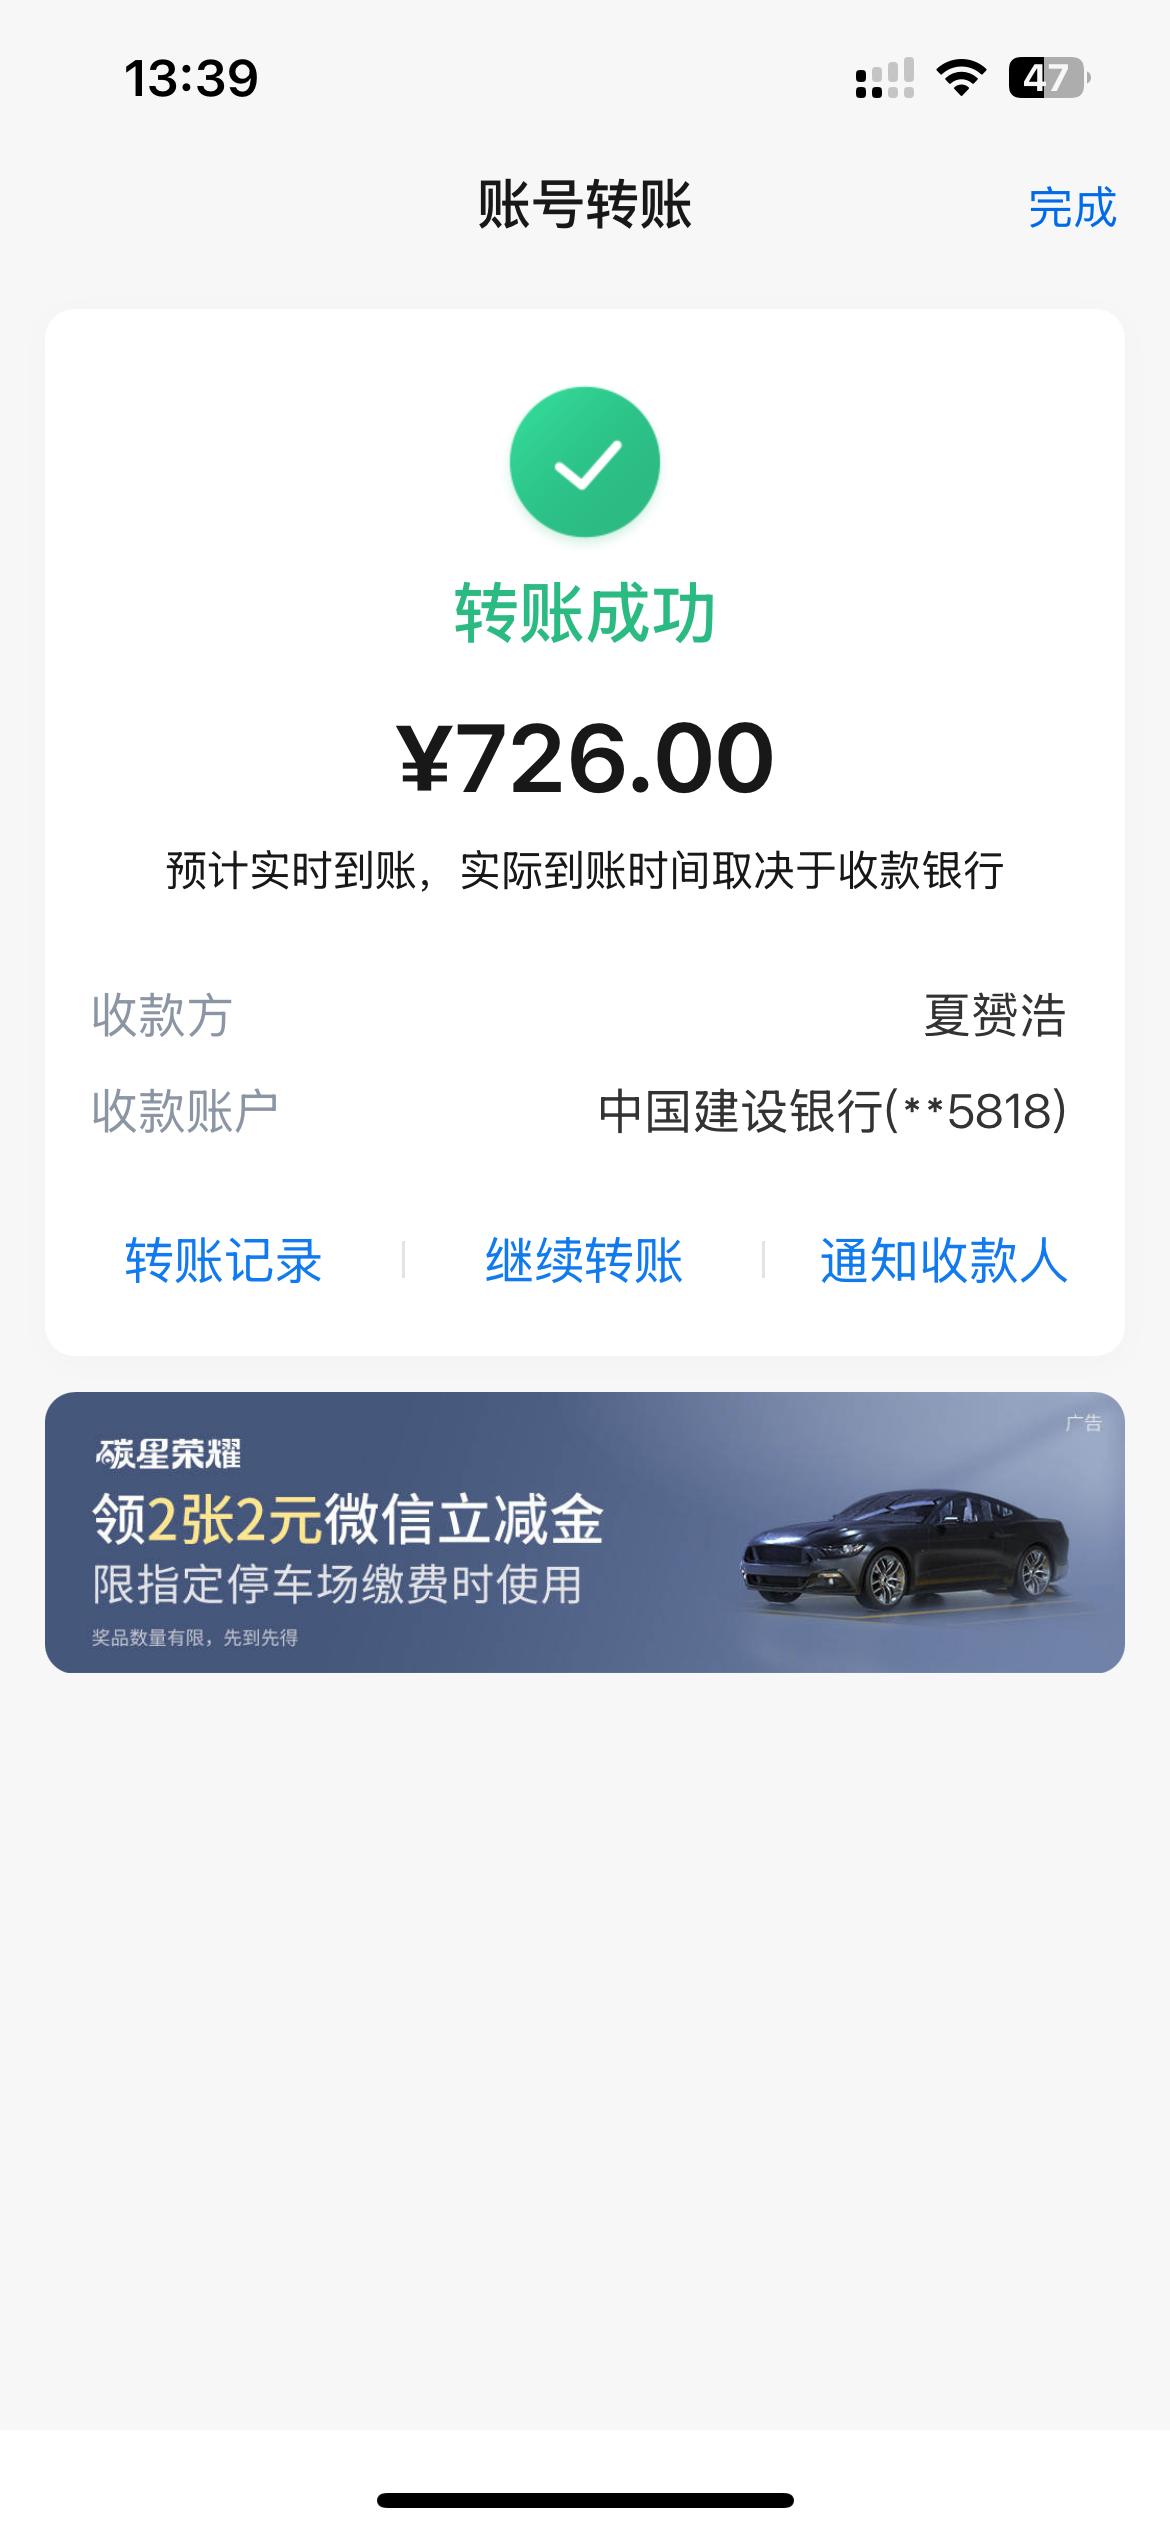 13:39
47
账号转账
完成
转账成功
¥726.00
预计实时到账，实际到账时间取决于收款银行
收款方 夏赟浩
收款账户 中国建设银行(**5818)
转账记录 继续转账 通知收款人
广告
碳星荣耀
领2张2元微信立减金
限指定停车场缴费时使用
奖品数量有限，先到先得